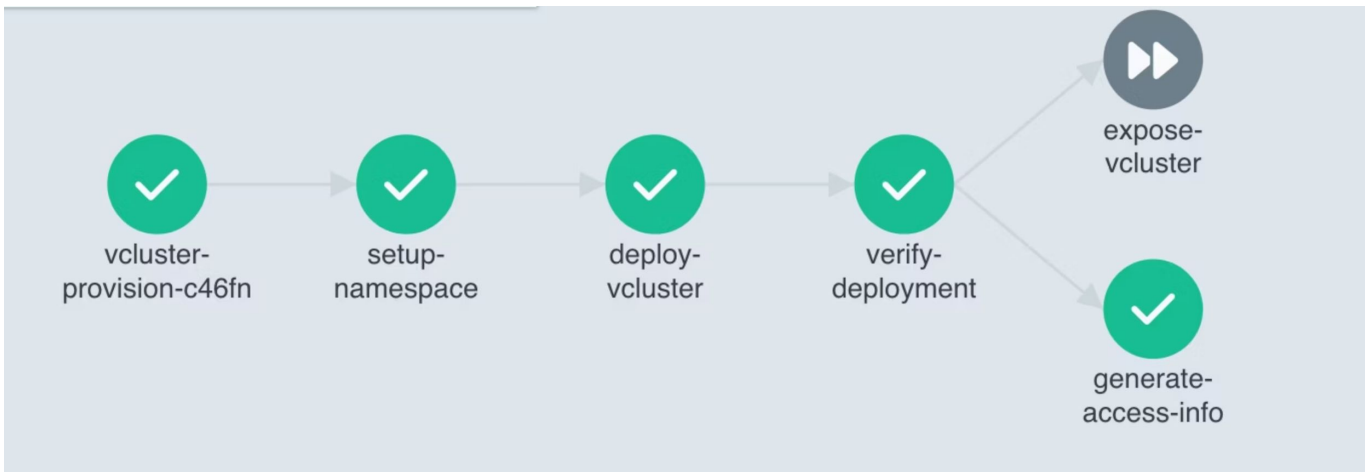 vcluster-
provision-c46fn
setup-
namespace
deploy-
vcluster
verify-
deployment
expose-
vcluster
generate-
access-info